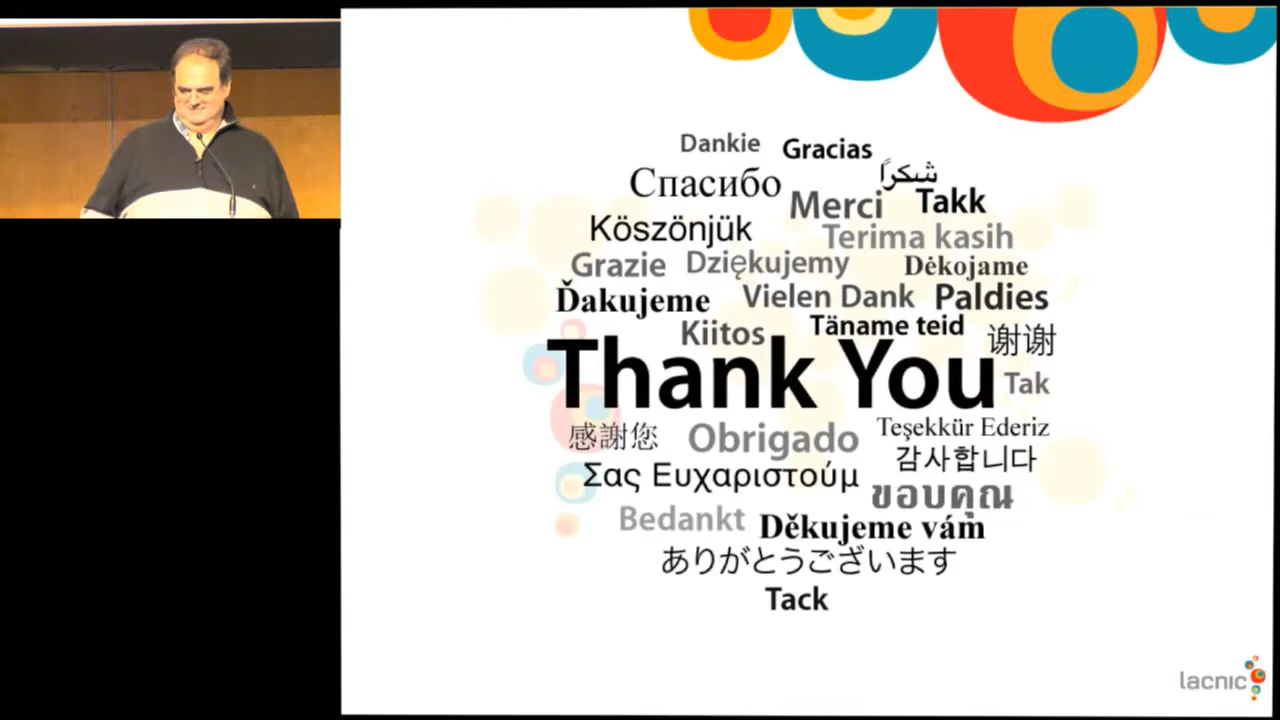 Dankie Gracias
Спасибо شكرًا
Merci Takk
Köszönjük Terima kasih
Grazie Dziękujemy Dėkojame
Ďakujeme Vielen Dank Paldies
Kiitos Täname teid 谢谢
Thank You Tak
感謝您 Obrigado Teşekkür Ederiz
Σας Ευχαριστούμ 감사합니다
ขอบคุณ
Bedankt Děkujeme vám
ありがとうございます
Tack
lacnic